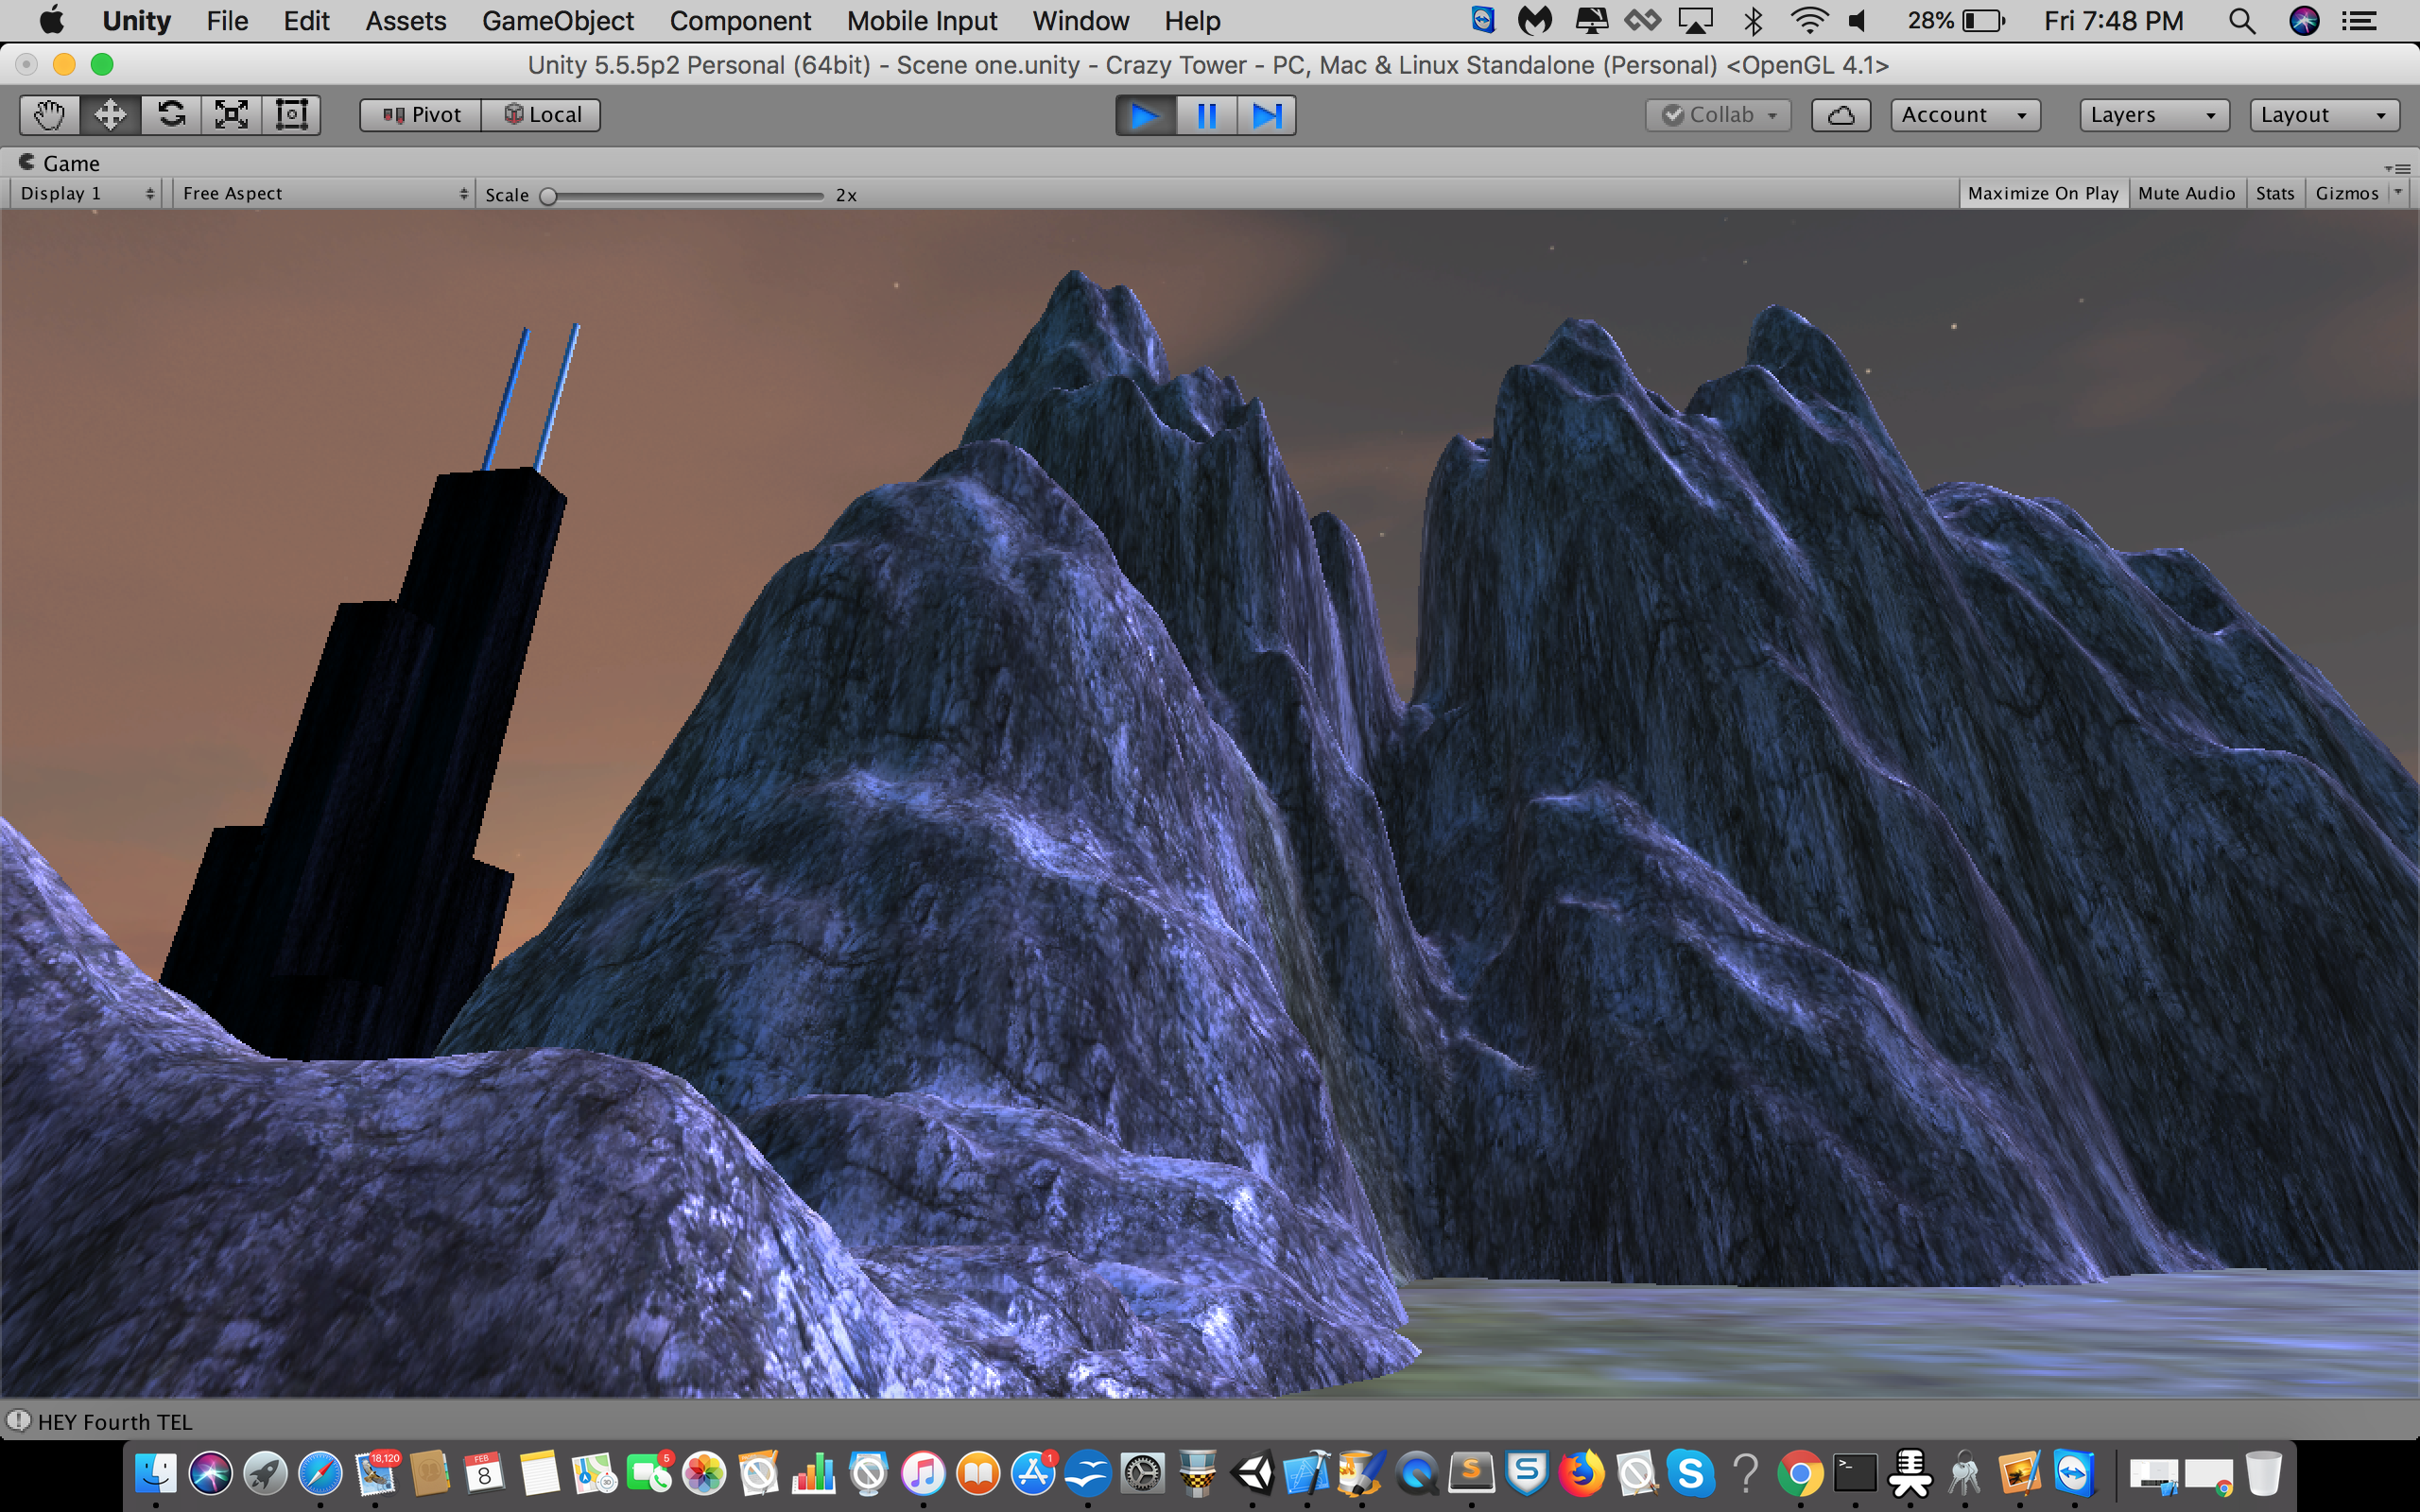 Unity File Edit Assets GameObject Component Mobile Input Window Help 28% Fri 7:48 PM
Unity 5.5.5p2 Personal (64bit) - Scene one.unity - Crazy Tower - PC, Mac & Linux Standalone (Personal) <OpenGL 4.1>
Pivot Local Collab Account Layers Layout
Game
Display 1 Free Aspect Scale 2x Maximize On Play Mute Audio Stats Gizmos
HEY Fourth TEL
18,120 FEB 8 5 1 S S S ? >_